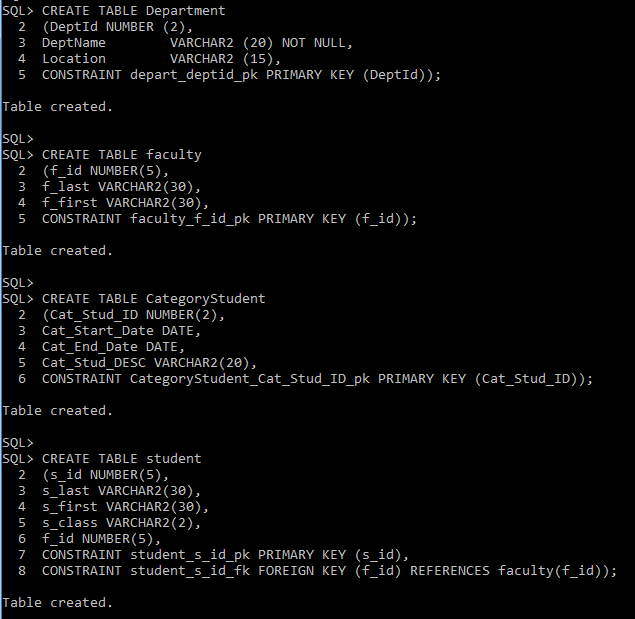 SQL> CREATE TABLE Department
  2  (DeptId NUMBER (2),
  3  DeptName        VARCHAR2 (20) NOT NULL,
  4  Location        VARCHAR2 (15),
  5  CONSTRAINT depart_deptid_pk PRIMARY KEY (DeptId));

Table created.

SQL>
SQL> CREATE TABLE faculty
  2  (f_id NUMBER(5),
  3  f_last VARCHAR2(30),
  4  f_first VARCHAR2(30),
  5  CONSTRAINT faculty_f_id_pk PRIMARY KEY (f_id));

Table created.

SQL>
SQL> CREATE TABLE CategoryStudent
  2  (Cat_Stud_ID NUMBER(2),
  3  Cat_Start_Date DATE,
  4  Cat_End_Date DATE,
  5  Cat_Stud_DESC VARCHAR2(20),
  6  CONSTRAINT CategoryStudent_Cat_Stud_ID_pk PRIMARY KEY (Cat_Stud_ID));

Table created.

SQL>
SQL> CREATE TABLE student
  2  (s_id NUMBER(5),
  3  s_last VARCHAR2(30),
  4  s_first VARCHAR2(30),
  5  s_class VARCHAR2(2),
  6  f_id NUMBER(5),
  7  CONSTRAINT student_s_id_pk PRIMARY KEY (s_id),
  8  CONSTRAINT student_s_id_fk FOREIGN KEY (f_id) REFERENCES faculty(f_id));

Table created.